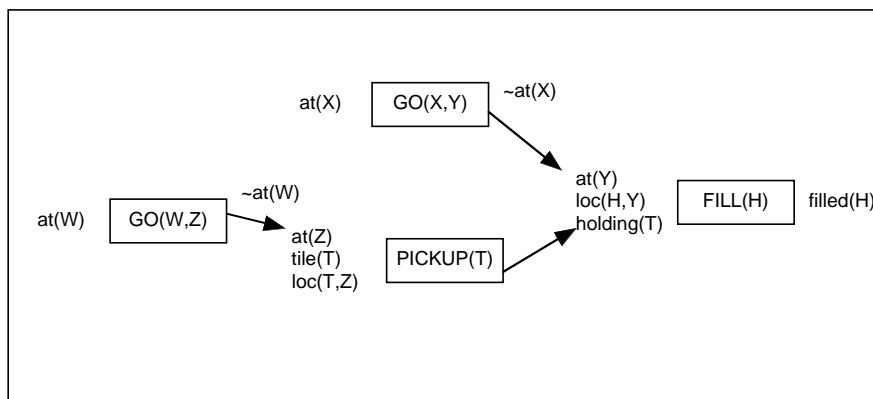 ~at(X)
at(X)
GO(X,Y)
at(Y)
loc(H,Y)
holding(T)
FILL(H)
filled(H)
~at(W)
at(W)
GO(W,Z)
at(Z)
tile(T)
loc(T,Z)
PICKUP(T)